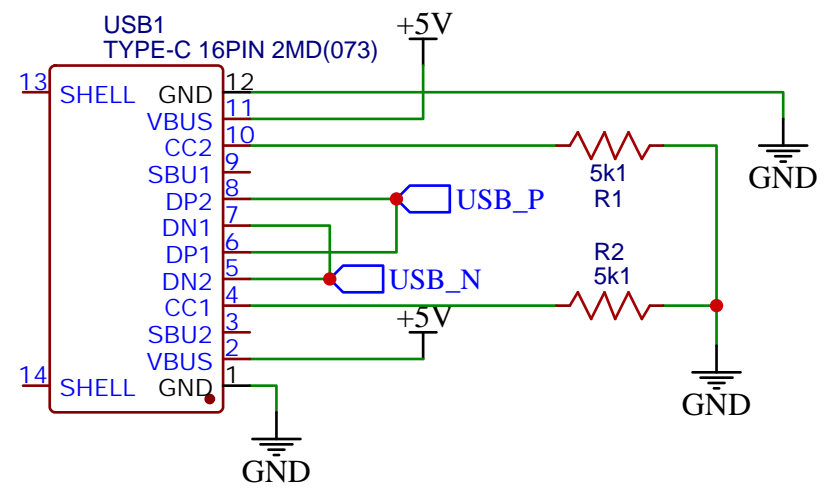 USB1
TYPE-C 16PIN 2MD(073)
+5V
13 SHELL GND 12
VBUS 11
CC2 10
SBU1 9
DP2 8
DN1 7
DP1 6
DN2 5
CC1 4
SBU2 3
VBUS 2
14 SHELL GND 1
5k1
R1
GND
USB_P
R2
5k1
USB_N
+5V
GND
GND